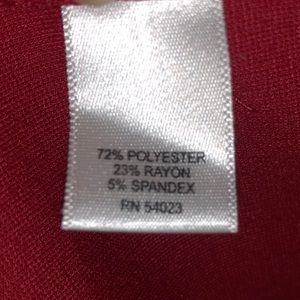 72% POLYESTER
23% RAYON
5% SPANDEX
RN 54023